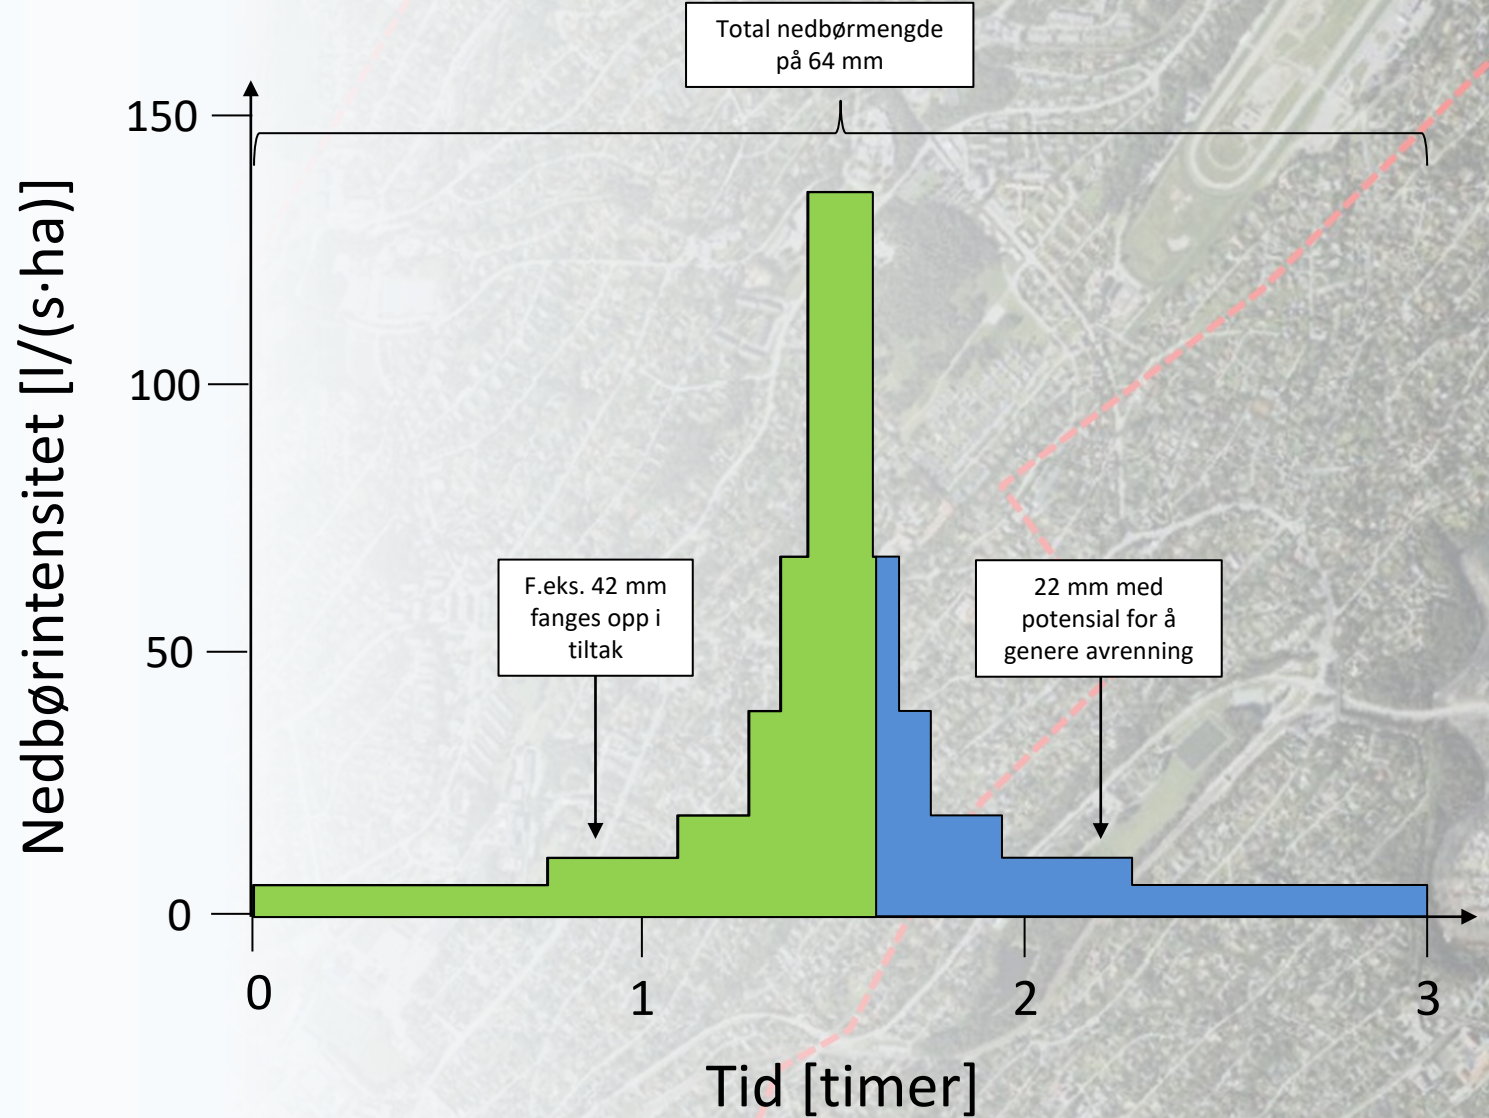 Total nedbørmengde
på 64 mm
150
100
50
0
Nedbørintensitet [l/(s·ha)]
F.eks. 42 mm
fanges opp i
tiltak
22 mm med
potensial for å
genere avrenning
0
1
2
3
Tid [timer]